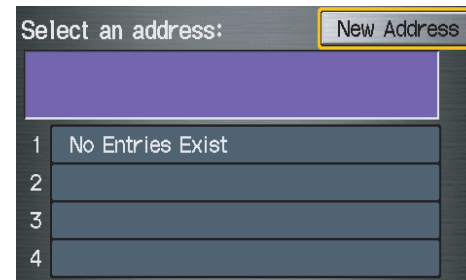 Select an address:
New Address
1 No Entries Exist
2
3
4